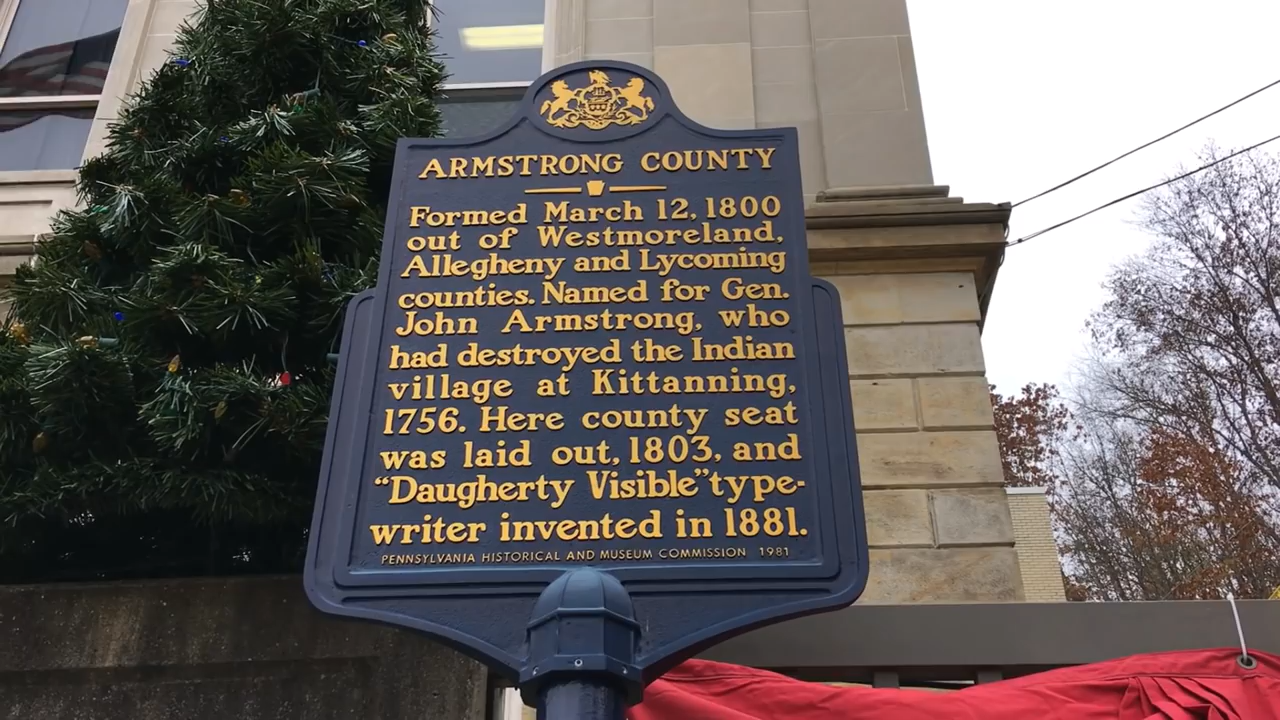 ARMSTRONG COUNTY
Formed March 12, 1800
out of Westmoreland,
Allegheny and Lycoming
counties. Named for Gen.
John Armstrong, who
had destroyed the Indian
village at Kittanning,
1756. Here county seat
was laid out, 1803, and
"Daugherty Visible" type-
writer invented in 1881.
PENNSYLVANIA HISTORICAL AND MUSEUM COMMISSION 1981